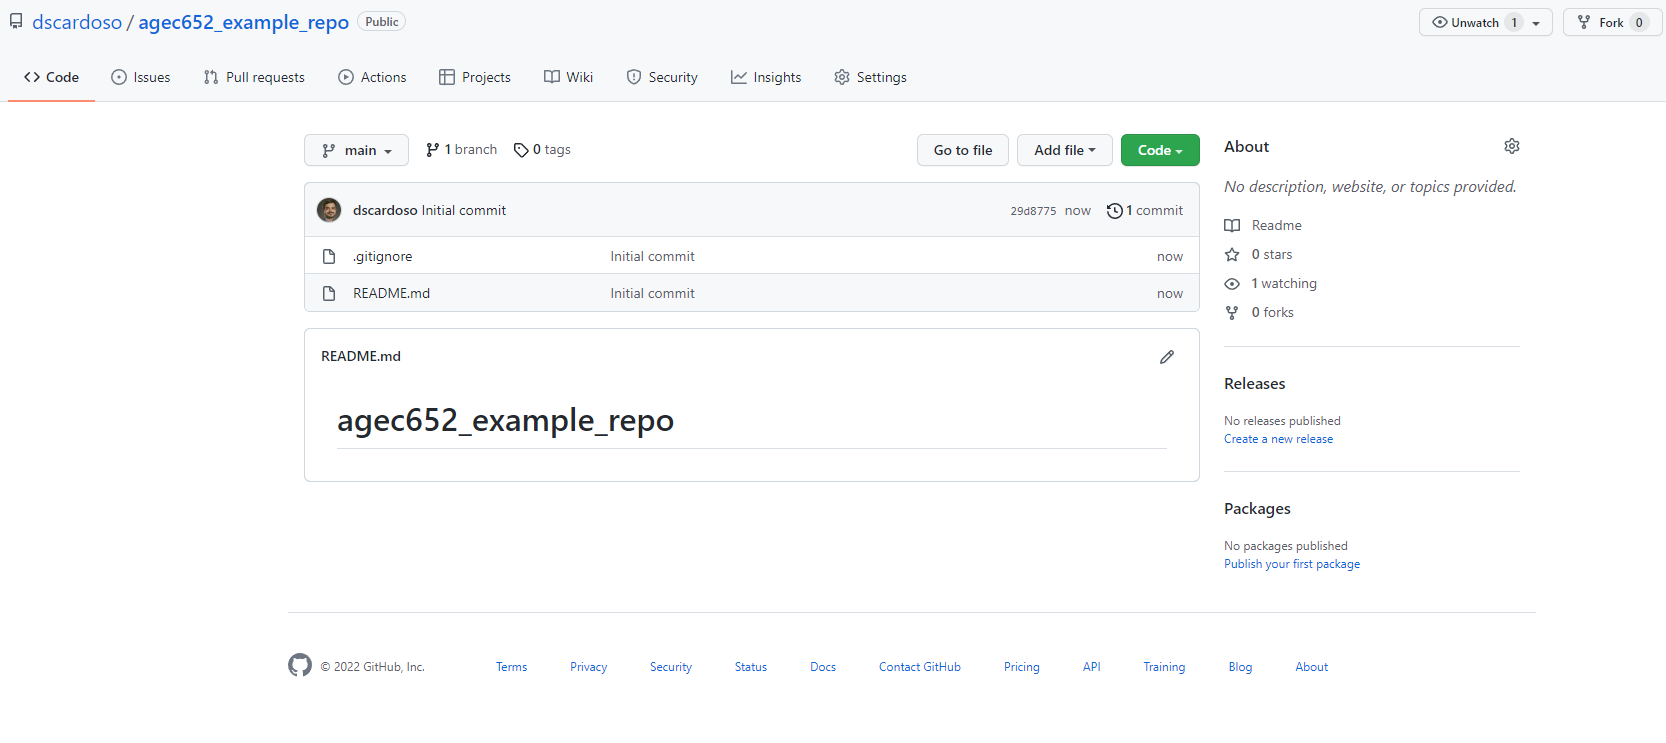 dscardoso / agec652_example_repo Public
Unwatch 1 Fork 0
Code Issues Pull requests Actions Projects Wiki Security Insights Settings
main 1 branch 0 tags Go to file Add file Code
dscardoso Initial commit 29d8775 now 1 commit
.gitignore Initial commit now
README.md Initial commit now
README.md
agec652_example_repo
About
No description, website, or topics provided.
Readme
0 stars
1 watching
0 forks
Releases
No releases published
Create a new release
Packages
No packages published
Publish your first package
© 2022 GitHub, Inc. Terms Privacy Security Status Docs Contact GitHub Pricing API Training Blog About